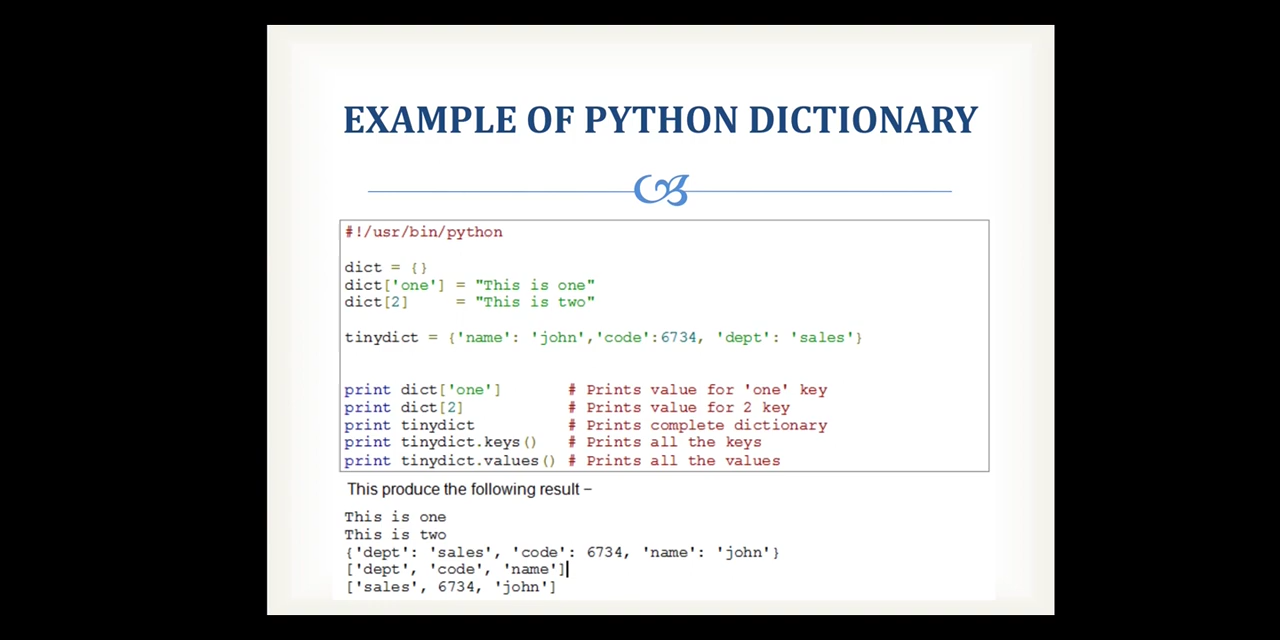 EXAMPLE OF PYTHON DICTIONARY
#!/usr/bin/python
dict = {}
dict['one'] = "This is one"
dict[2]     = "This is two"
tinydict = {'name': 'john','code':6734, 'dept': 'sales'}
print dict['one']       # Prints value for 'one' key
print dict[2]           # Prints value for 2 key
print tinydict          # Prints complete dictionary
print tinydict.keys()   # Prints all the keys
print tinydict.values() # Prints all the values
This produce the following result −
This is one
This is two
{'dept': 'sales', 'code': 6734, 'name': 'john'}
['dept', 'code', 'name']
['sales', 6734, 'john']